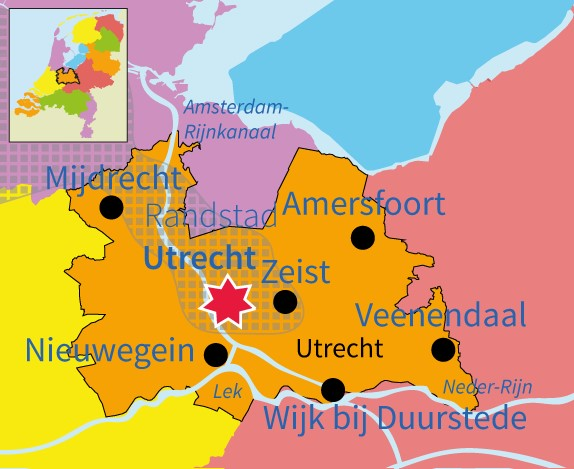 Amsterdam-
Rijnkanaal
Mijdrecht
Randstad
Amersfoort
Utrecht
Zeist
Veenendaal
Nieuwegein
Utrecht
Lek
Neder-Rijn
Wijk bij Duurstede